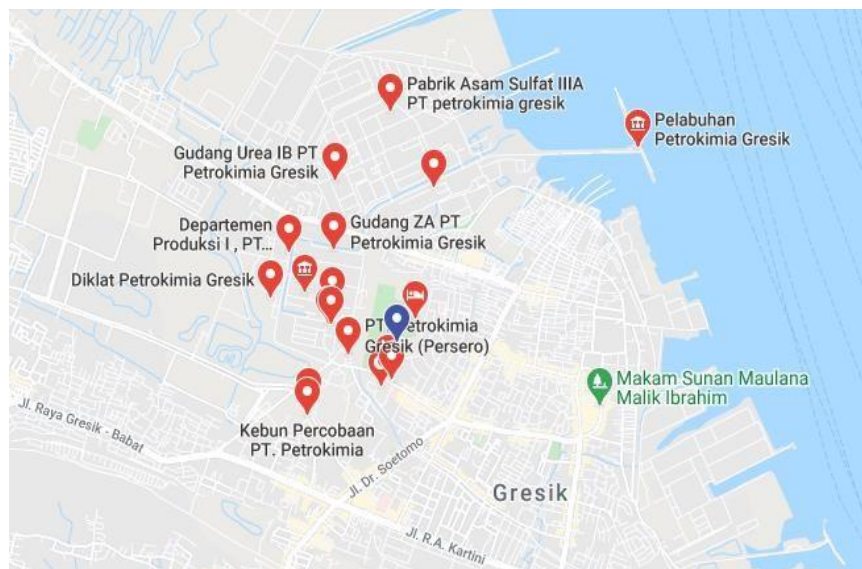 Pabrik Asam Sulfat IIIA
PT petrokimia gresik
Pelabuhan
Petrokimia Gresik
Gudang Urea IB PT
Petrokimia Gresik
Departemen
Produksi I , PT...
Gudang ZA PT
Petrokimia Gresik
Diklat Petrokimia Gresik
PT Petrokimia
Gresik (Persero)
Makam Sunan Maulana
Malik Ibrahim
Kebun Percobaan
PT. Petrokimia
Jl. Raya Gresik - Babat
Jl. Dr. Soetomo
Gresik
Jl. R.A. Kartini